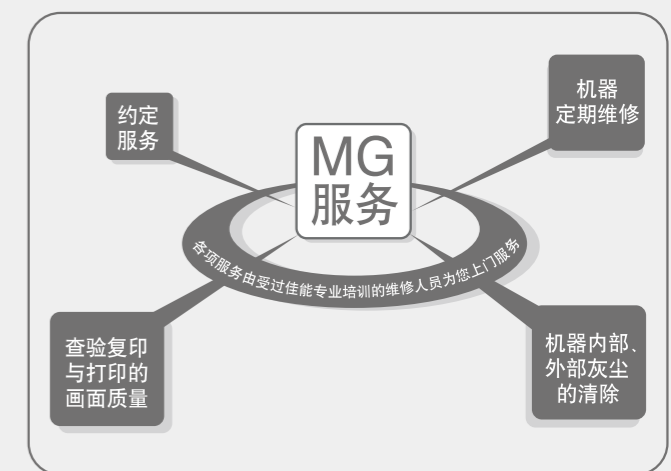 约定
服务
机器
定期维修
MG
服务
各项服务由受过佳能专业培训的维修人员为您上门服务
查验复印
与打印的
画面质量
机器内部、
外部灰尘
的清除